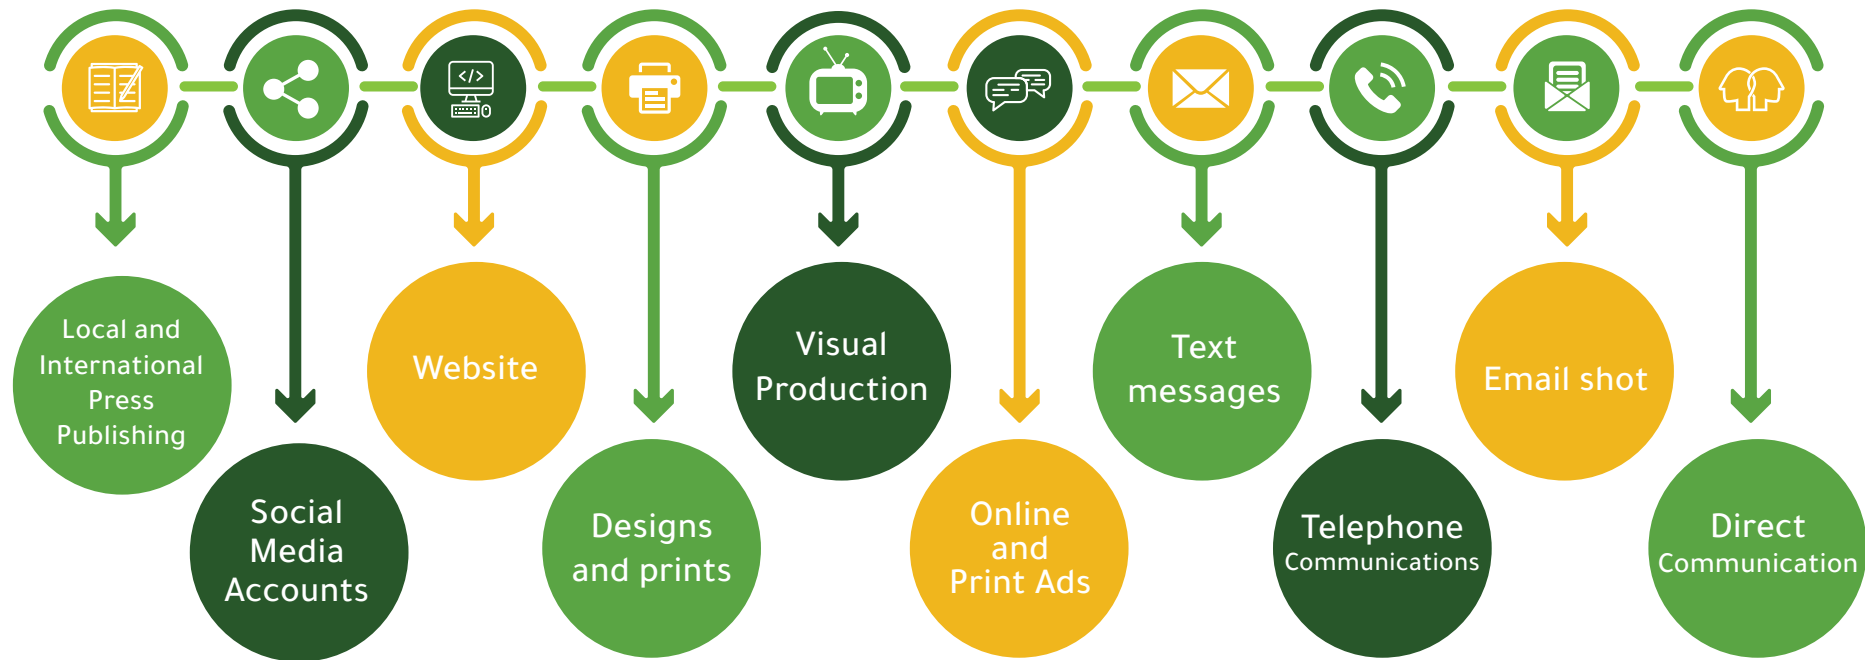 Local and
International
Press
Publishing
Social
Media
Accounts
Website
Designs
and prints
Visual
Production
Online
and
Print Ads
Text
messages
Telephone
Communications
Email shot
Direct
Communication